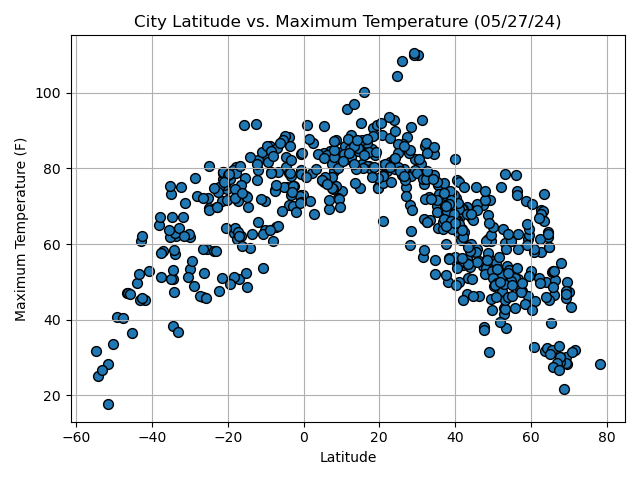 City Latitude vs. Maximum Temperature (05/27/24)
Maximum Temperature (F)
100
80
60
40
20
−60 −40 −20 0 20 40 60 80
Latitude